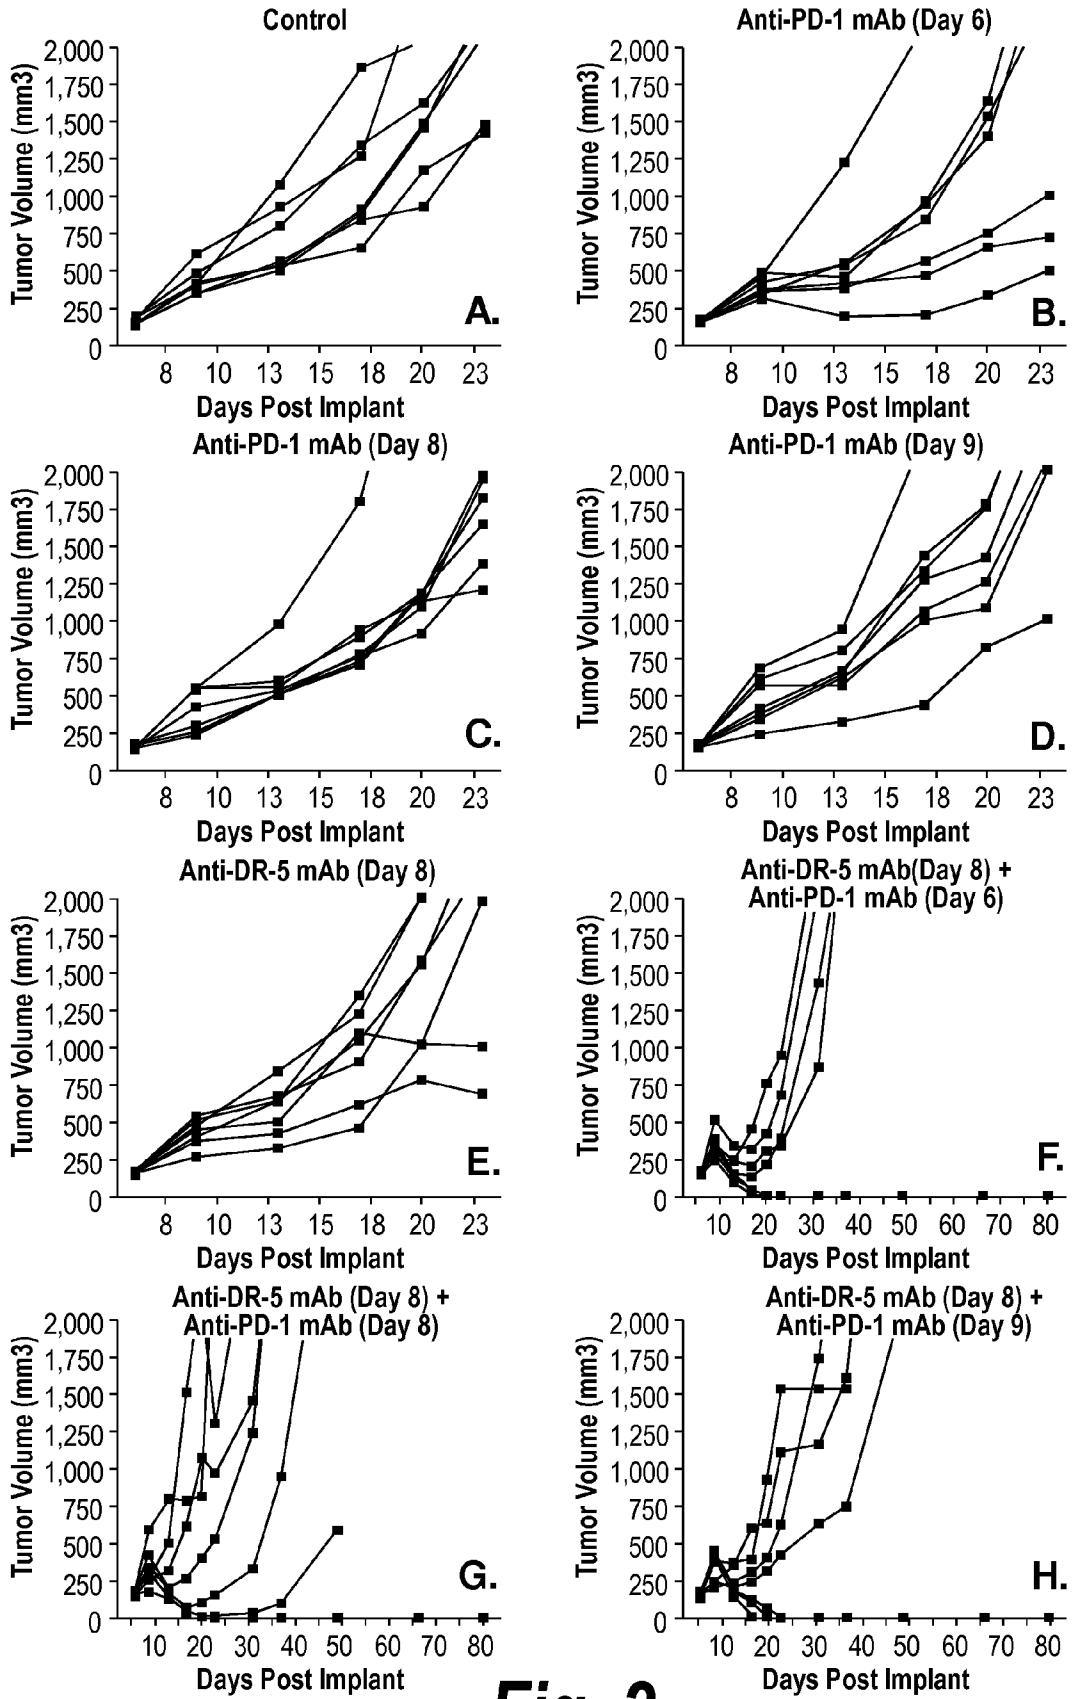 Control
Tumor Volume (mm3)
2,000
1,750
1,500
1,250
1,000
750
500
250
0
A.
8 10 13 15 18 20 23
Days Post Implant
Anti-PD-1 mAb (Day 6)
Tumor Volume (mm3)
2,000
1,750
1,500
1,250
1,000
750
500
250
0
B.
8 10 13 15 18 20 23
Days Post Implant
Anti-PD-1 mAb (Day 8)
Tumor Volume (mm3)
2,000
1,750
1,500
1,250
1,000
750
500
250
0
C.
8 10 13 15 18 20 23
Days Post Implant
Anti-PD-1 mAb (Day 9)
Tumor Volume (mm3)
2,000
1,750
1,500
1,250
1,000
750
500
250
0
D.
8 10 13 15 18 20 23
Days Post Implant
Anti-DR-5 mAb (Day 8)
Tumor Volume (mm3)
2,000
1,750
1,500
1,250
1,000
750
500
250
0
E.
8 10 13 15 18 20 23
Days Post Implant
Anti-DR-5 mAb(Day 8) +
Anti-PD-1 mAb (Day 6)
Tumor Volume (mm3)
2,000
1,750
1,500
1,250
1,000
750
500
250
0
F.
10 20 30 40 50 60 70 80
Days Post Implant
Anti-DR-5 mAb (Day 8) +
Anti-PD-1 mAb (Day 8)
Tumor Volume (mm3)
2,000
1,750
1,500
1,250
1,000
750
500
250
0
G.
10 20 30 40 50 60 70 80
Days Post Implant
Anti-DR-5 mAb (Day 8) +
Anti-PD-1 mAb (Day 9)
Tumor Volume (mm3)
2,000
1,750
1,500
1,250
1,000
750
500
250
0
H.
10 20 30 40 50 60 70 80
Days Post Implant